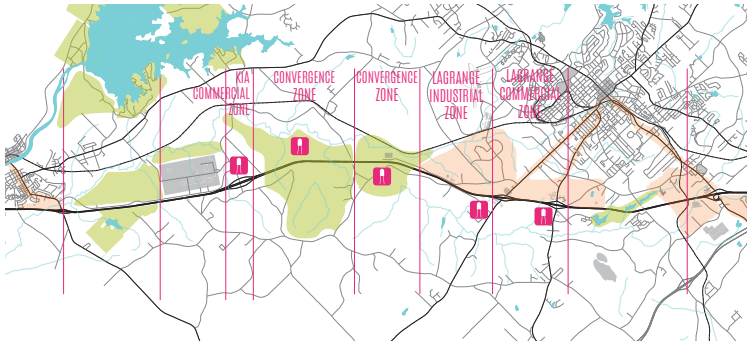 KIA
COMMERCIAL
ZONE
CONVERGENCE
ZONE
CONVERGENCE
ZONE
LAGRANGE
INDUSTRIAL
ZONE
LAGRANGE
COMMERCIAL
ZONE